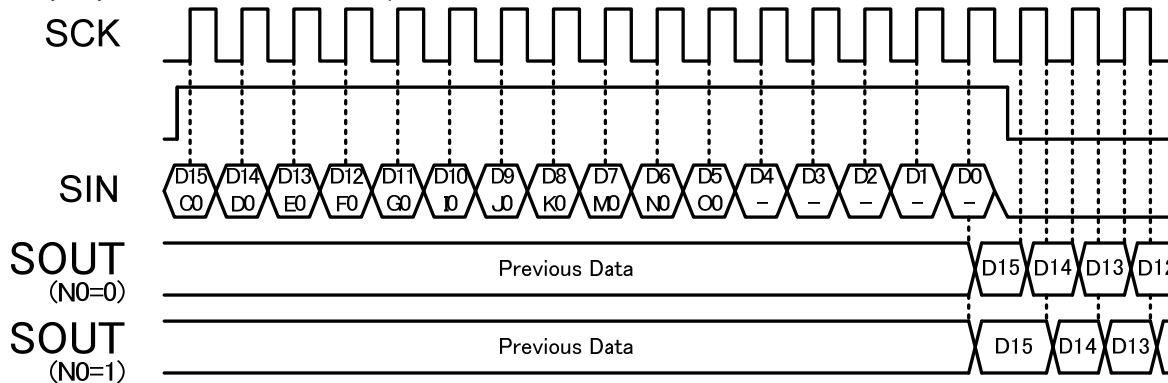 SCK
SIN
D15 D14 D13 D12 D11 D10 D9 D8 D7 D6 D5 D4 D3 D2 D1 D0
C0 D0 E0 F0 G0 I0 J0 K0 M0 N0 O0 – – – – –
SOUT
(N0=0)
Previous Data
D15 D14 D13 D12
SOUT
(N0=1)
Previous Data
D15 D14 D13